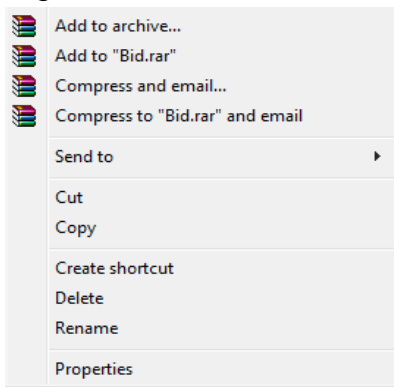 Add to archive...
Add to "Bid.rar"
Compress and email...
Compress to "Bid.rar" and email
Send to
Cut
Copy
Create shortcut
Delete
Rename
Properties